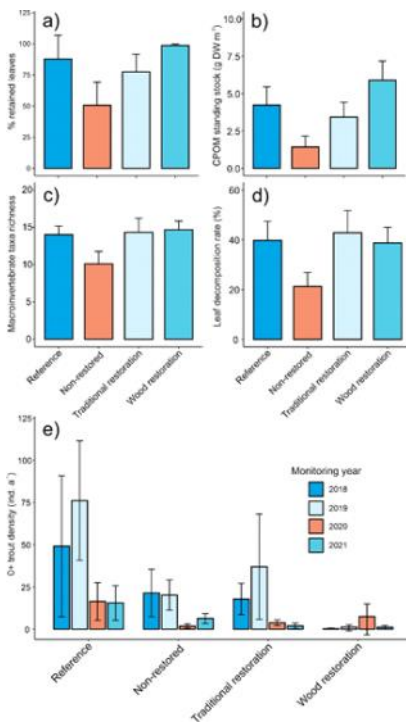 a)
% retained leaves
125
100
75
50
25
0
b)
CPOM standing stock (g DW m⁻)
10.0
7.5
5.0
2.5
0.0
c)
Macroinvertebrate taxa richness
20
15
10
5
0
Reference
Non-restored
Traditional restoration
Wood restoration
d)
Leaf decomposition rate (%)
60
40
20
0
Reference
Non-restored
Traditional restoration
Wood restoration
e)
0+ trout density (ind. a⁻)
125
100
75
50
25
0
Monitoring year
2018
2019
2020
2021
Reference
Non-restored
Traditional restoration
Wood restoration